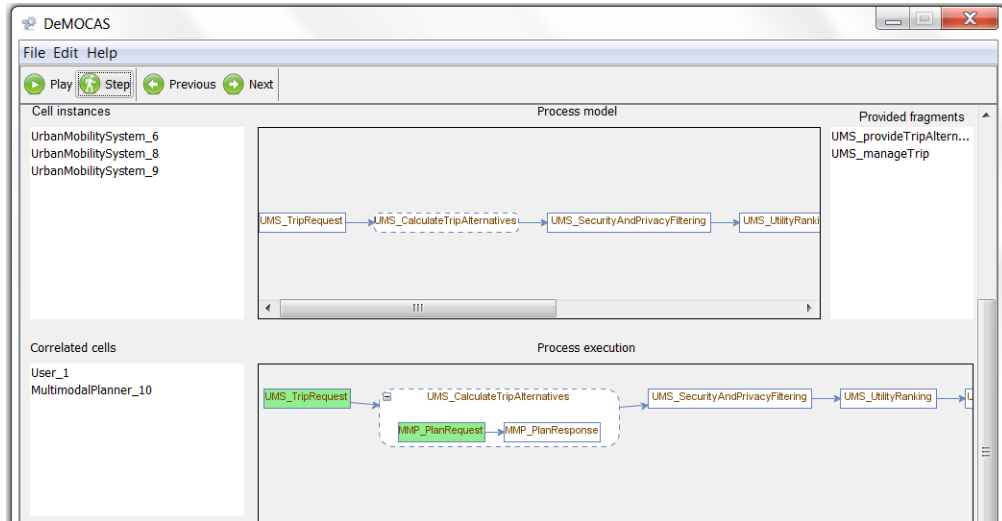 DeMOCAS
File Edit Help
Play Step Previous Next
Cell instances
UrbanMobilitySystem_6
UrbanMobilitySystem_8
UrbanMobilitySystem_9
Process model
UMS_TripRequest
UMS_CalculateTripAlternatives
UMS_SecurityAndPrivacyFiltering
UMS_UtilityRanki
Provided fragments
UMS_provideTripAltern...
UMS_manageTrip
Correlated cells
User_1
MultimodalPlanner_10
Process execution
UMS_TripRequest
UMS_CalculateTripAlternatives
MMP_PlanRequest
MMP_PlanResponse
UMS_SecurityAndPrivacyFiltering
UMS_UtilityRanking
U